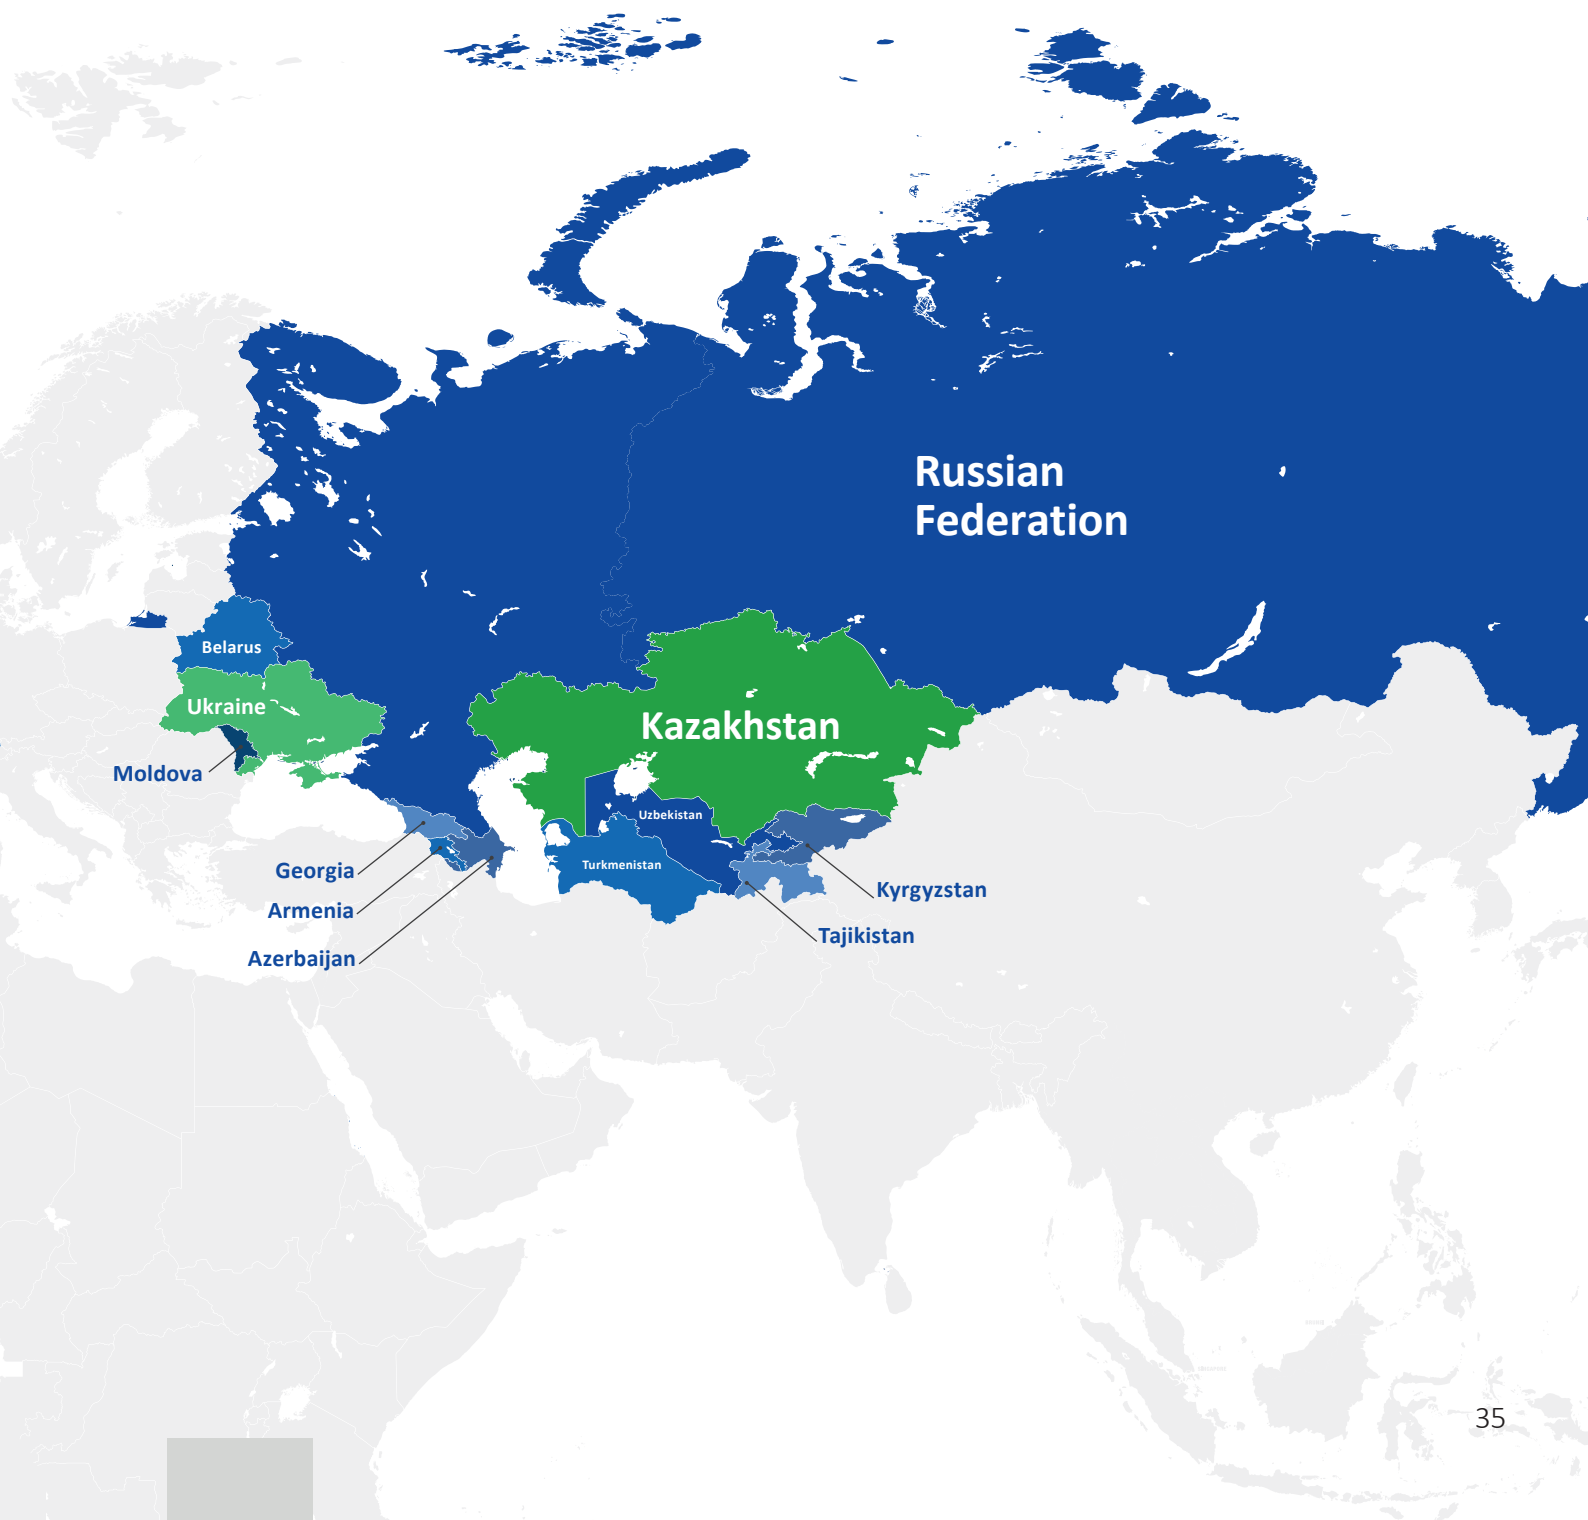 Russian
Federation
Belarus
Ukraine
Kazakhstan
Moldova
Uzbekistan
Georgia
Turkmenistan
Kyrgyzstan
Armenia
Tajikistan
Azerbaijan
35